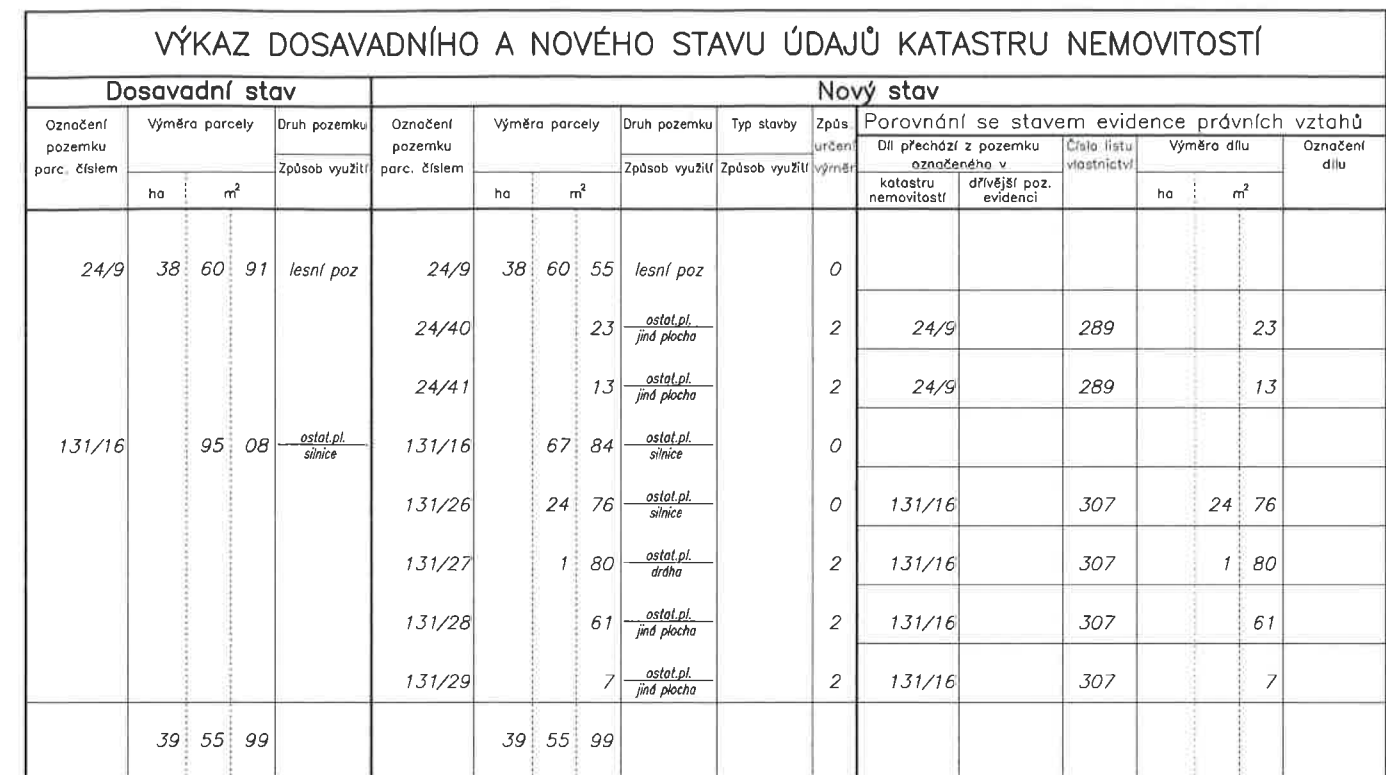 VÝKAZ DOSAVADNÍHO A NOVÉHO STAVU ÚDAJŮ KATASTRU NEMOVITOSTÍ
Dosavadní stav Nový stav
Označení pozemku parc. číslem
Výměra parcely
ha m²
Druh pozemku
Způsob využití
Označení pozemku parc. číslem
Výměra parcely
ha m²
Druh pozemku
Způsob využití
Typ stavby
Způsob využití
Způs. určení výměr
Porovnání se stavem evidence právních vztahů
Díl přechází z pozemku označeného v
katastru nemovitostí
dřívější poz. evidenci
Číslo listu vlastnictví
Výměra dílu
ha m²
Označení dílu
24/9 38 60 91 lesní poz 24/9 38 60 55 lesní poz 0
24/40 23 ostat.pl. jiná plocha 2 24/9 289 23
24/41 13 ostat.pl. jiná plocha 2 24/9 289 13
131/16 95 08 ostat.pl. silnice 131/16 67 84 ostat.pl. silnice 0
131/26 24 76 ostat.pl. silnice 0 131/16 307 24 76
131/27 1 80 ostat.pl. dráha 2 131/16 307 1 80
131/28 61 ostat.pl. jiná plocha 2 131/16 307 61
131/29 7 ostat.pl. jiná plocha 2 131/16 307 7
39 55 99 39 55 99